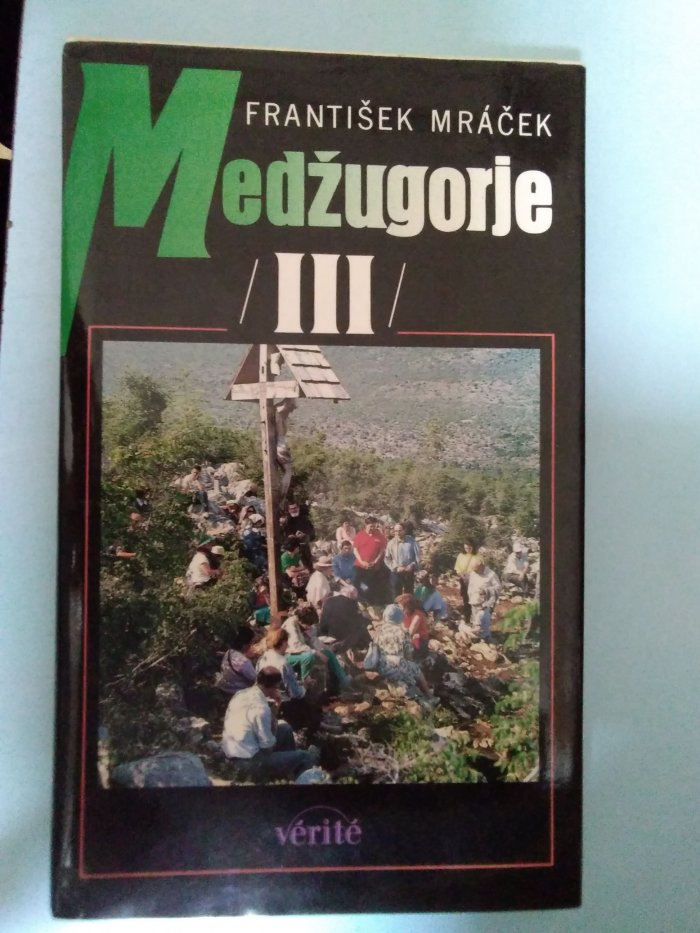 FRANTIŠEK MRÁČEK
Medžugorje
/III/
vérité